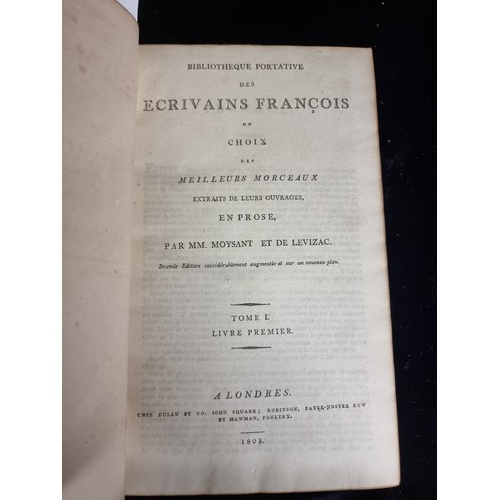 BIBLIOTHEQUE PORTATIVE
DES
ECRIVAINS FRANÇOIS
OU
CHOIX
DES
MEILLEURS MORCEAUX
EXTRAITS DE LEURS OUVRAGES,
EN PROSE,
PAR MM. MOYSANT ET DE LEVIZAC.
Seconde Edition considérablement augmentée et sur un nouveau plan.
TOME I.
LIVRE PREMIER.
A LONDRES.
CHEZ DULAU ET CO. SOHO SQUARE; ROBINSON, PATER-NOSTER ROW
ET MAWMAN, POULTRY.
1803.